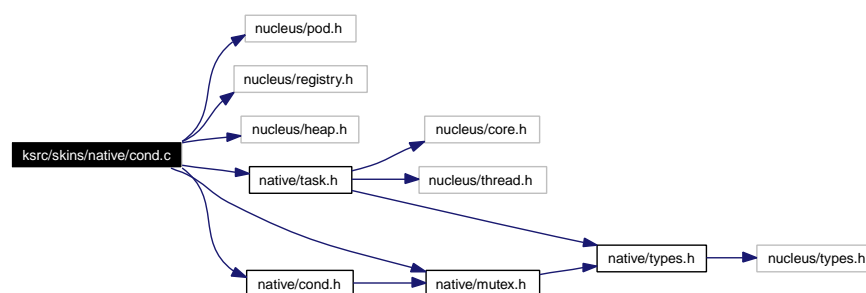 nucleus/pod.h
nucleus/registry.h
nucleus/heap.h
nucleus/core.h
ksrc/skins/native/cond.c
native/task.h
nucleus/thread.h
native/types.h
nucleus/types.h
native/cond.h
native/mutex.h